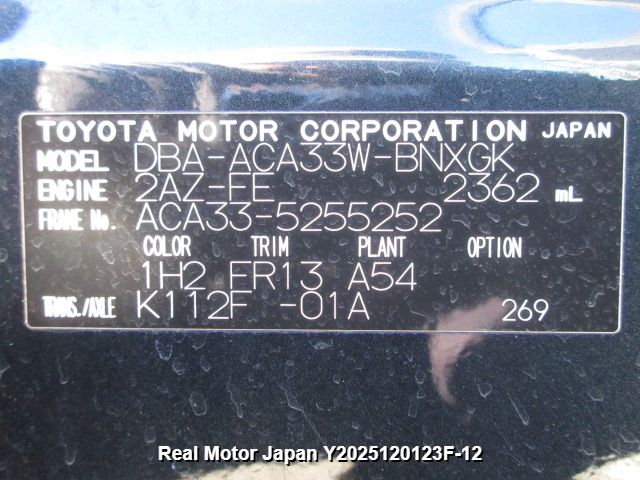 TOYOTA MOTOR CORPORATION JAPAN
MODEL DBA-ACA33W-BNXGK
ENGINE 2AZ-FE 2362 mL
FRAME No. ACA33-5255252
COLOR TRIM PLANT OPTION
1H2 FR13 A54
TRANS./AXLE K112F -01A 269
Real Motor Japan Y2025120123F-12